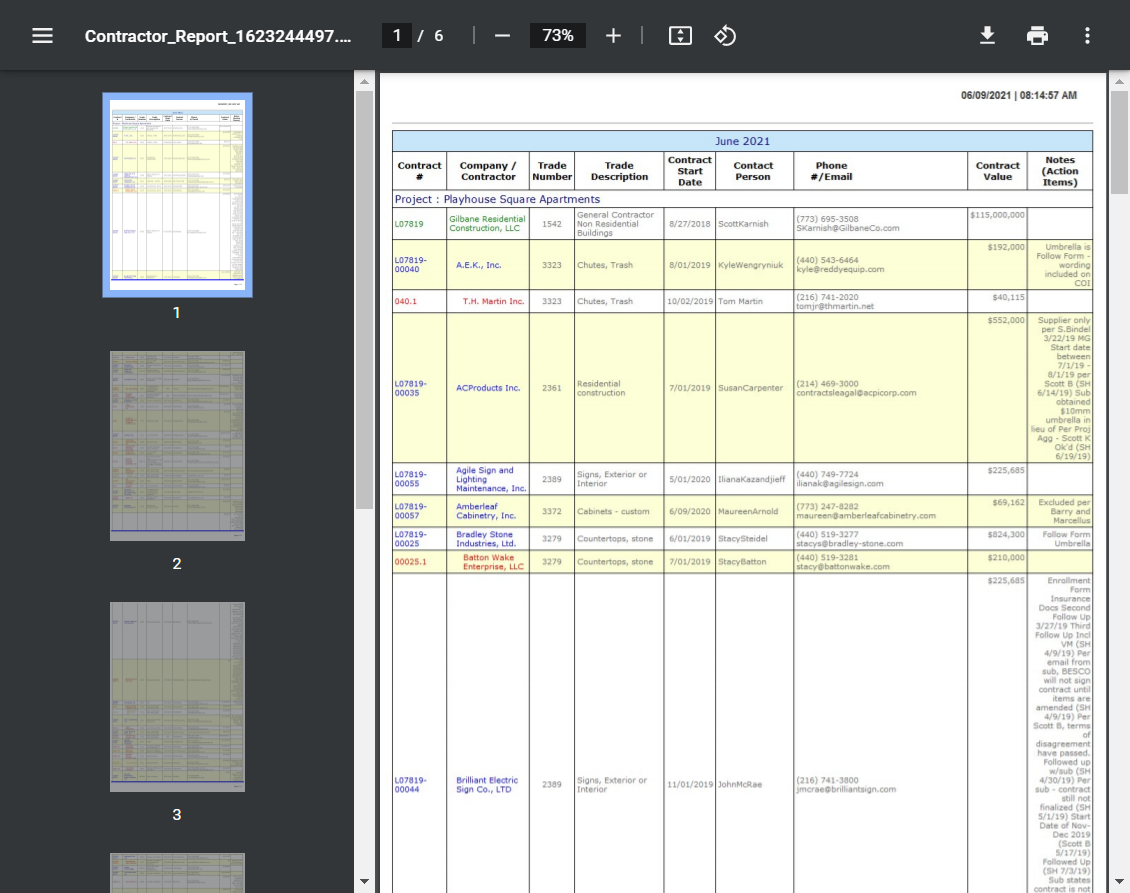 Contractor_Report_1623244497....
1 / 6
73%
1
2
3
06/09/2021 | 08:14:57 AM
June 2021
Contract #
Company / Contractor
Trade Number
Trade Description
Contract Start Date
Contact Person
Phone #/Email
Contract Value
Notes (Action Items)
Project : Playhouse Square Apartments
L07819
Gilbane Residential Construction, LLC
1542
General Contractor Non Residential Buildings
8/27/2018
ScottKarnish
(773) 695-3508
SKarnish@GilbaneCo.com
$115,000,000
L07819-00040
A.E.K., Inc.
3323
Chutes, Trash
8/01/2019
KyleWengryniuk
(440) 543-6464
kyle@reddyequip.com
$192,000
Umbrella is
Follow Form -
wording
included on
COI
040.1
T.H. Martin Inc.
3323
Chutes, Trash
10/02/2019
Tom Martin
(216) 741-2020
tomjr@thmartin.net
$40,115
L07819-00035
ACProducts Inc.
2361
Residential construction
7/01/2019
SusanCarpenter
(214) 469-3000
contractsleagal@acpicorp.com
$552,000
Supplier only
per S.Bindel
3/22/19 MG
Start date
between
7/1/19 -
8/1/19 per
Scott B (SH
6/14/19) Sub
obtained
$10mm
umbrella in
lieu of Per Proj
Agg - Scott K
Ok'd (SH
6/19/19)
L07819-00055
Agile Sign and Lighting Maintenance, Inc.
2389
Signs, Exterior or Interior
5/01/2020
IlianaKazandjieff
(440) 749-7724
ilianak@agilesign.com
$225,685
L07819-00057
Amberleaf Cabinetry, Inc.
3372
Cabinets - custom
6/09/2020
MaureenArnold
(773) 247-8282
maureen@amberleafcabinetry.com
$69,162
Excluded per
Barry and
Marcellus
L07819-00025
Bradley Stone Industries, Ltd.
3279
Countertops, stone
6/01/2019
StacySteidel
(440) 519-3277
stacys@bradley-stone.com
$824,300
Follow Form
Umbrella
00025.1
Batton Wake Enterprise, LLC
3279
Countertops, stone
7/01/2019
StacyBatton
(440) 519-3281
stacy@battonwake.com
$210,000
L07819-00044
Brilliant Electric Sign Co., LTD
2389
Signs, Exterior or Interior
11/01/2019
JohnMcRae
(216) 741-3800
jmcrae@brilliantsign.com
$225,685
Enrollment
Form
Insurance
Docs Second
Follow Up
3/27/19 Third
Follow Up Incl
VM (SH
4/9/19) Per
email from
sub, BESCO
will not sign
contract until
items are
amended (SH
4/9/19) Per
Scott B, terms
of
disagreement
have passed.
Followed up
w/sub (SH
4/30/19) Per
sub - contract
still not
finalized (SH
5/1/19) Start
Date of Nov-
Dec 2019
(Scott B
5/17/19)
Followed Up
(SH 7/3/19)
Sub states
contract is not